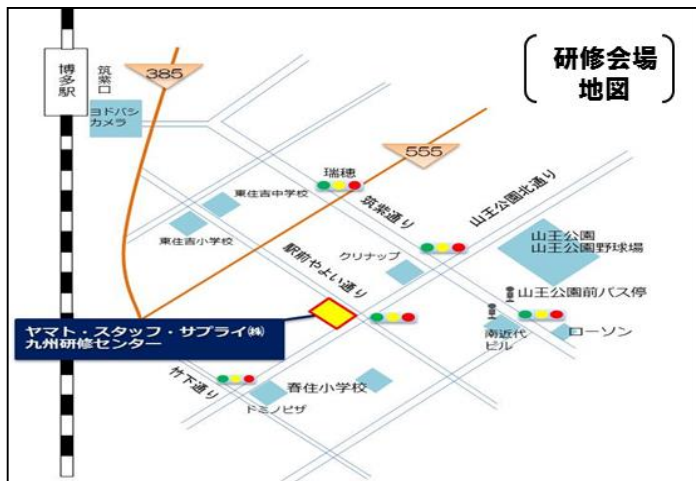 研修会場
地図
博多駅
筑紫口
385
ヨドバシ
カメラ
555
瑞穂
東住吉中学校
筑紫通り
山王公園北通り
東住吉小学校
駅前やよい通り
クリナップ
山王公園
山王公園野球場
山王公園前バス停
ヤマト・スタッフ・サプライ㈱
九州研修センター
南近代
ビル
ローソン
竹下通り
春住小学校
ドミノピザ